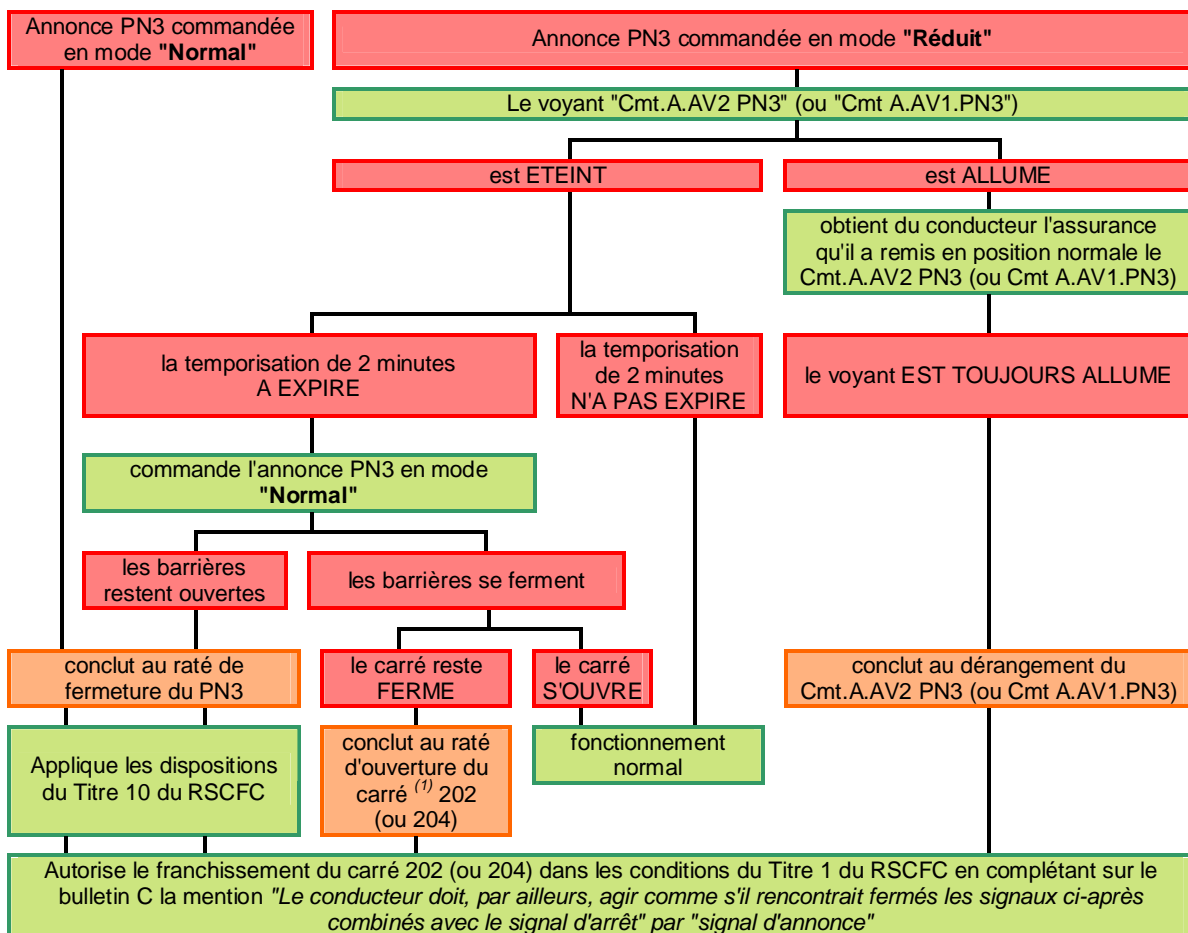 Annonce PN3 commandée
en mode "Normal"
Annonce PN3 commandée en mode "Réduit"
Le voyant "Cmt.A.AV2 PN3" (ou "Cmt A.AV1.PN3")
est ETEINT
est ALLUME
obtient du conducteur l'assurance
qu'il a remis en position normale le
Cmt.A.AV2 PN3 (ou Cmt A.AV1.PN3)
la temporisation de 2 minutes
A EXPIRE
la temporisation
de 2 minutes
N'A PAS EXPIRE
le voyant EST TOUJOURS ALLUME
commande l'annonce PN3 en mode
"Normal"
les barrières
restent ouvertes
les barrières se ferment
conclut au raté de
fermeture du PN3
le carré reste
FERME
le carré
S'OUVRE
conclut au dérangement du
Cmt.A.AV2 PN3 (ou Cmt A.AV1.PN3)
Applique les dispositions
du Titre 10 du RSCFC
conclut au raté
d'ouverture du
carré (1) 202
(ou 204)
fonctionnement
normal
Autorise le franchissement du carré 202 (ou 204) dans les conditions du Titre 1 du RSCFC en complétant sur le
bulletin C la mention "Le conducteur doit, par ailleurs, agir comme s'il rencontrait fermés les signaux ci-après
combinés avec le signal d'arrêt" par "signal d'annonce"